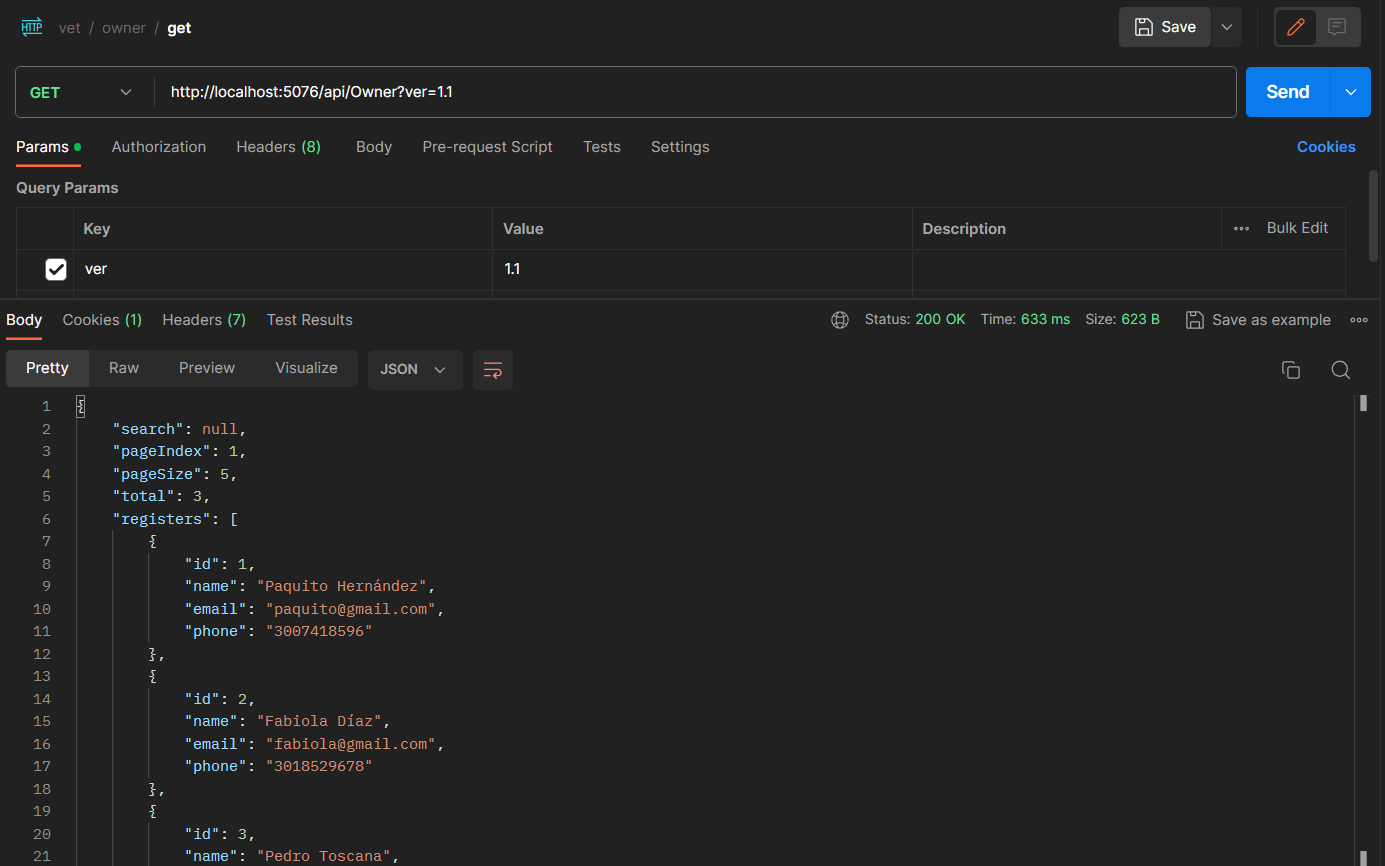 HTTP vet / owner / get Save
GET http://localhost:5076/api/Owner?ver=1.1 Send
Params Authorization Headers (8) Body Pre-request Script Tests Settings Cookies
Query Params
Key Value Description Bulk Edit
ver 1.1
Body Cookies (1) Headers (7) Test Results Status: 200 OK Time: 633 ms Size: 623 B Save as example
Pretty Raw Preview Visualize JSON
1 {
2 "search": null,
3 "pageIndex": 1,
4 "pageSize": 5,
5 "total": 3,
6 "registers": [
7 {
8 "id": 1,
9 "name": "Paquito Hernández",
10 "email": "paquito@gmail.com",
11 "phone": "3007418596"
12 },
13 {
14 "id": 2,
15 "name": "Fabiola Díaz",
16 "email": "fabiola@gmail.com",
17 "phone": "3018529678"
18 },
19 {
20 "id": 3,
21 "name": "Pedro Toscana",